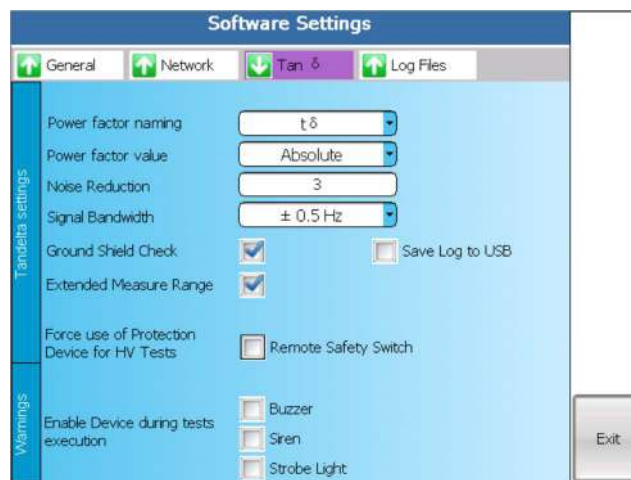 Software Settings
General Network Tan δ Log Files
Tandelta settings
Power factor naming tδ
Power factor value Absolute
Noise Reduction 3
Signal Bandwidth ± 0.5 Hz
Ground Shield Check Save Log to USB
Extended Measure Range
Force use of Protection
Device for HV Tests
Remote Safety Switch
Warnings
Enable Device during tests
execution
Buzzer
Siren
Strobe Light
Exit